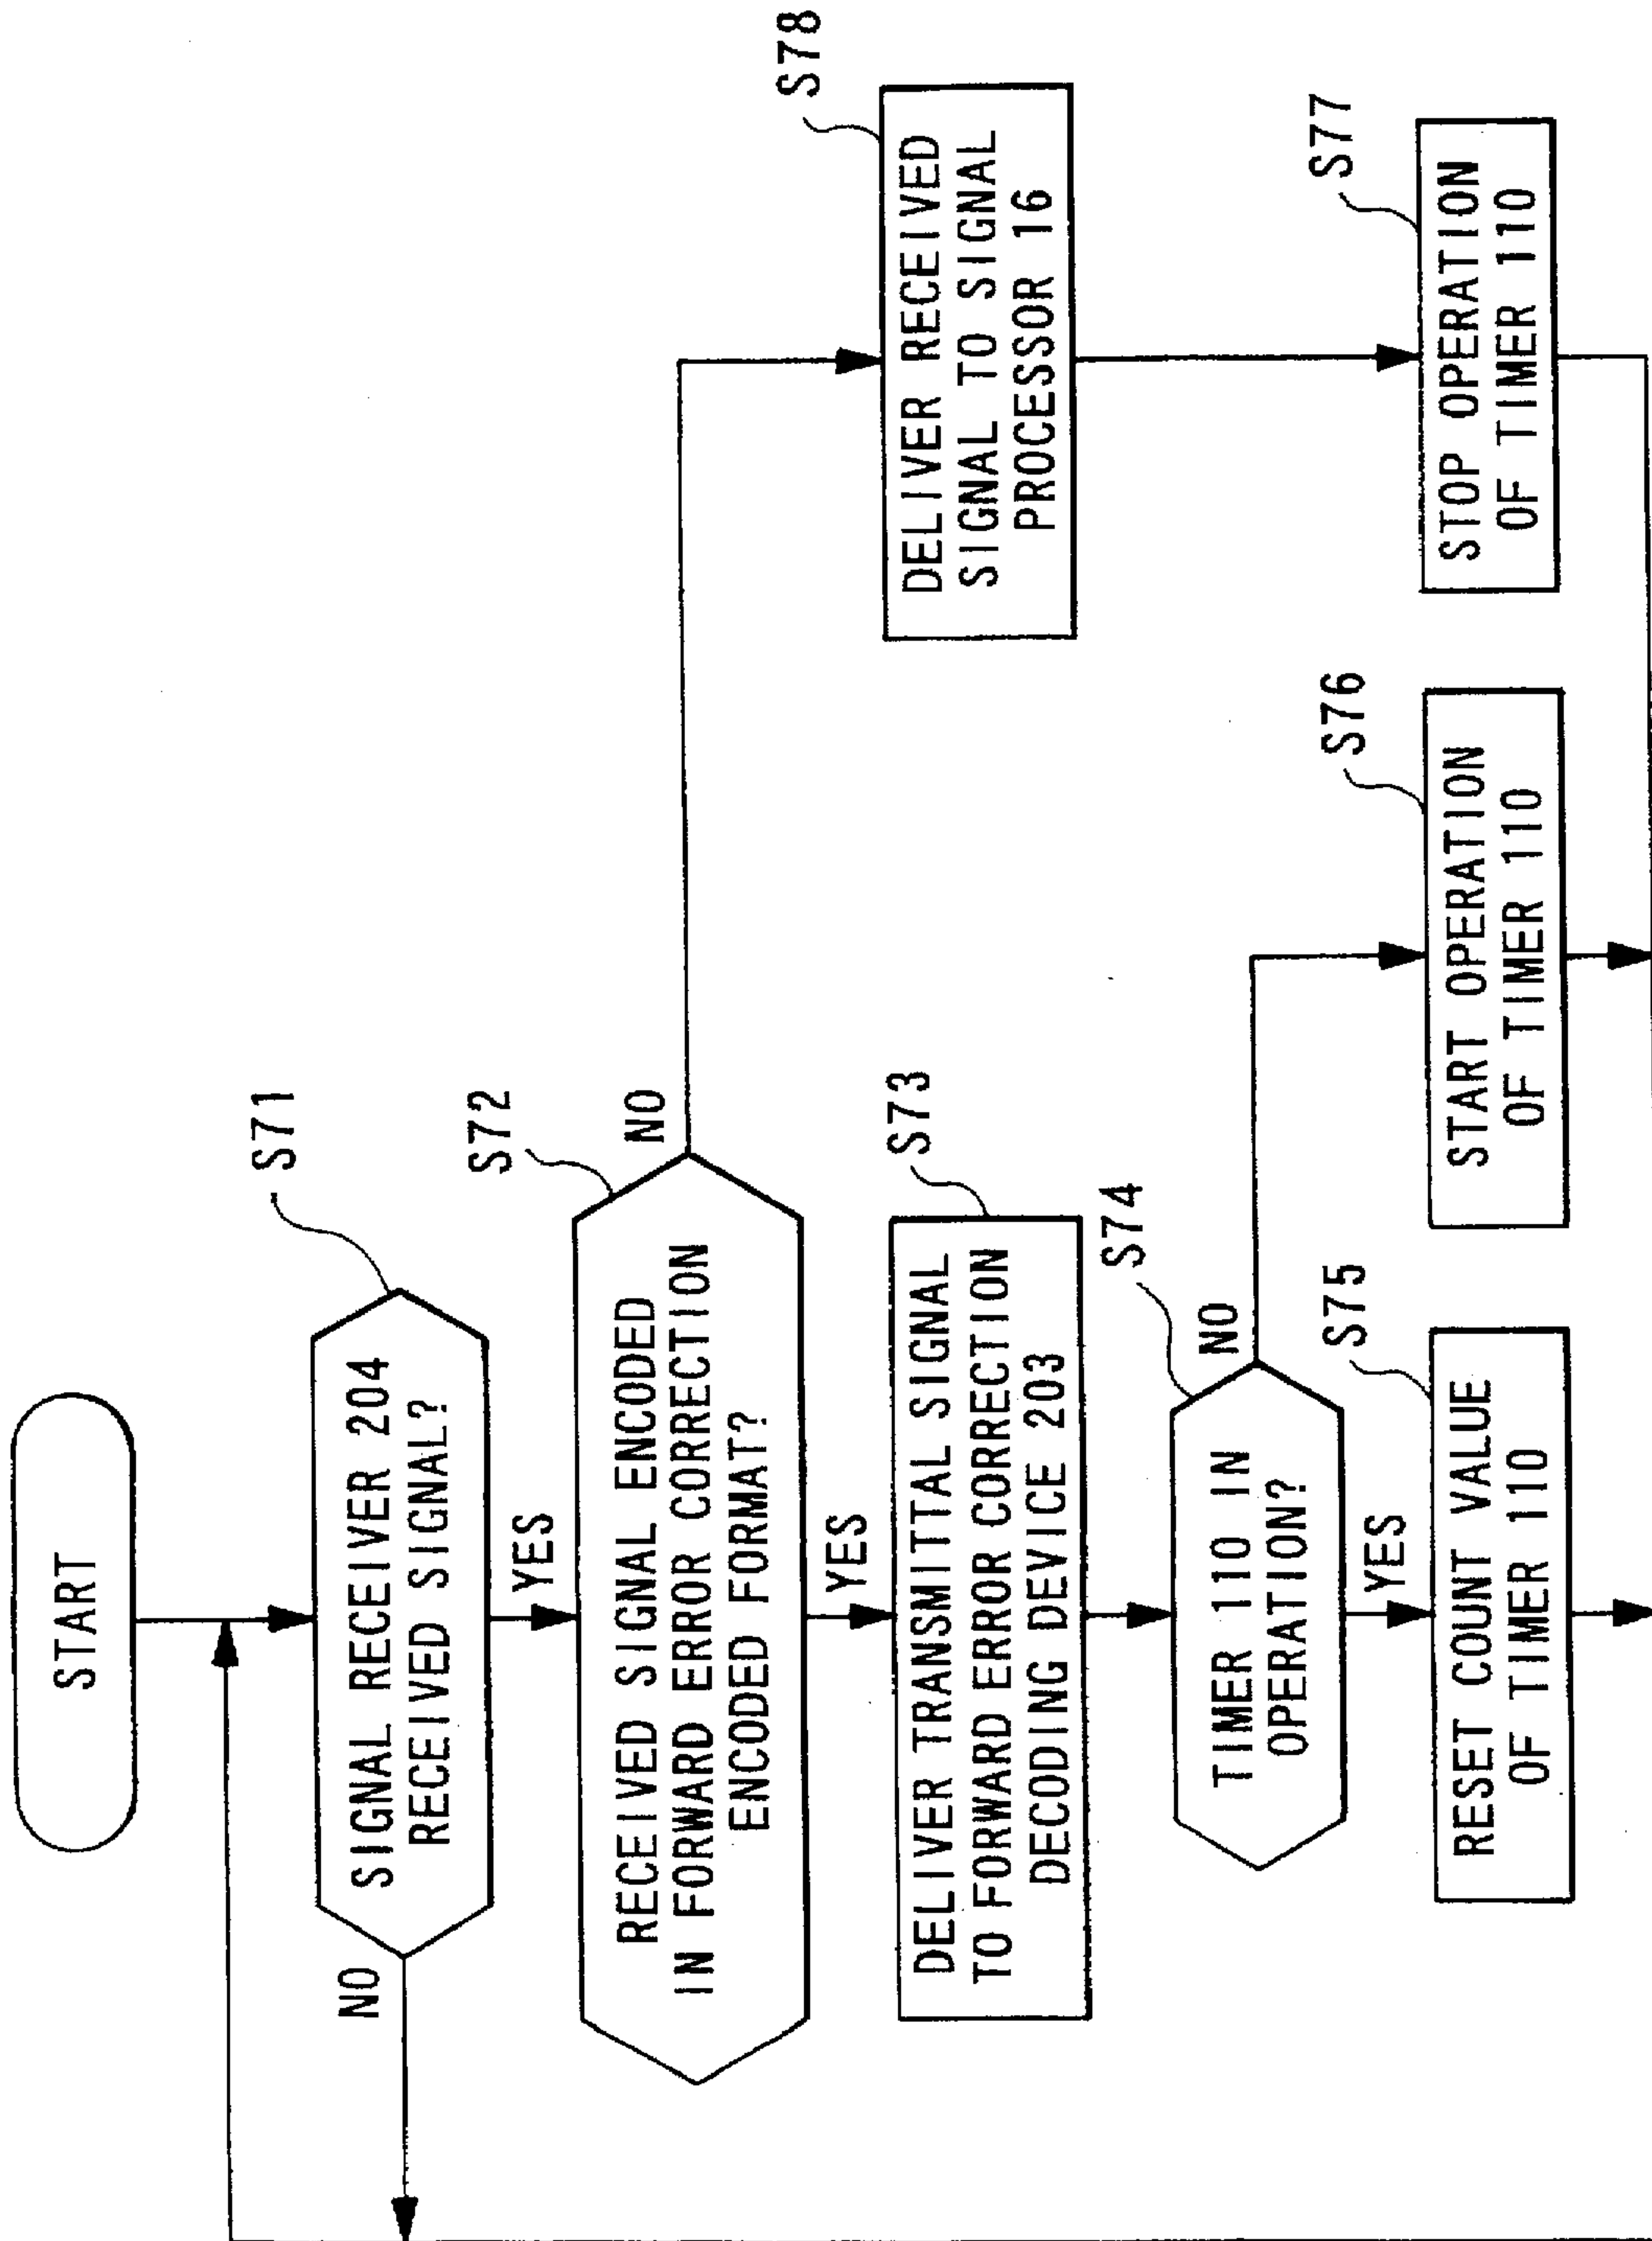 START
S71
SIGNAL RECEIVER 204
RECEIVED SIGNAL?
NO
YES
S72
RECEIVED SIGNAL ENCODED
IN FORWARD ERROR CORRECTION
ENCODED FORMAT?
NO
YES
S73
DELIVER TRANSMITTAL SIGNAL
TO FORWARD ERROR CORRECTION
DECODING DEVICE 203
S78
DELIVER RECEIVED
SIGNAL TO SIGNAL
PROCESSOR 16
S74
TIMER 110 IN
OPERATION?
NO
YES
S75
RESET COUNT VALUE
OF TIMER 110
S76
START OPERATION
OF TIMER 110
S77
STOP OPERATION
OF TIMER 110